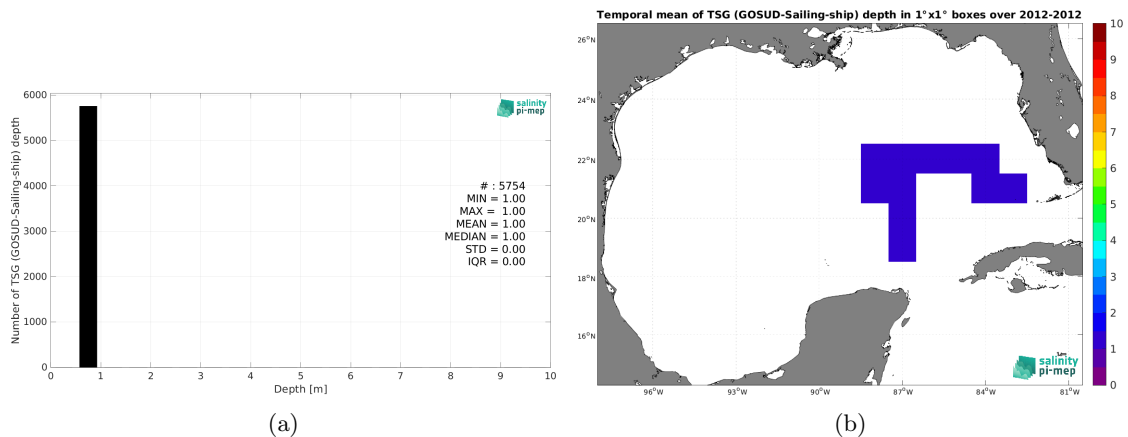 Number of TSG (GOSUD-Sailing-ship) depth
6000
5000
4000
3000
2000
1000
0
0 1 2 3 4 5 6 7 8 9 10
Depth [m]
salinity
pi-mep
# : 5754
MIN = 1.00
MAX = 1.00
MEAN = 1.00
MEDIAN = 1.00
STD = 0.00
IQR = 0.00
(a)
Temporal mean of TSG (GOSUD-Sailing-ship) depth in 1°x1° boxes over 2012-2012
26°N
24°N
22°N
20°N
18°N
16°N
96°W 93°W 90°W 87°W 84°W 81°W
salinity
pi-mep
10
9
8
7
6
5
4
3
2
1
0
(b)